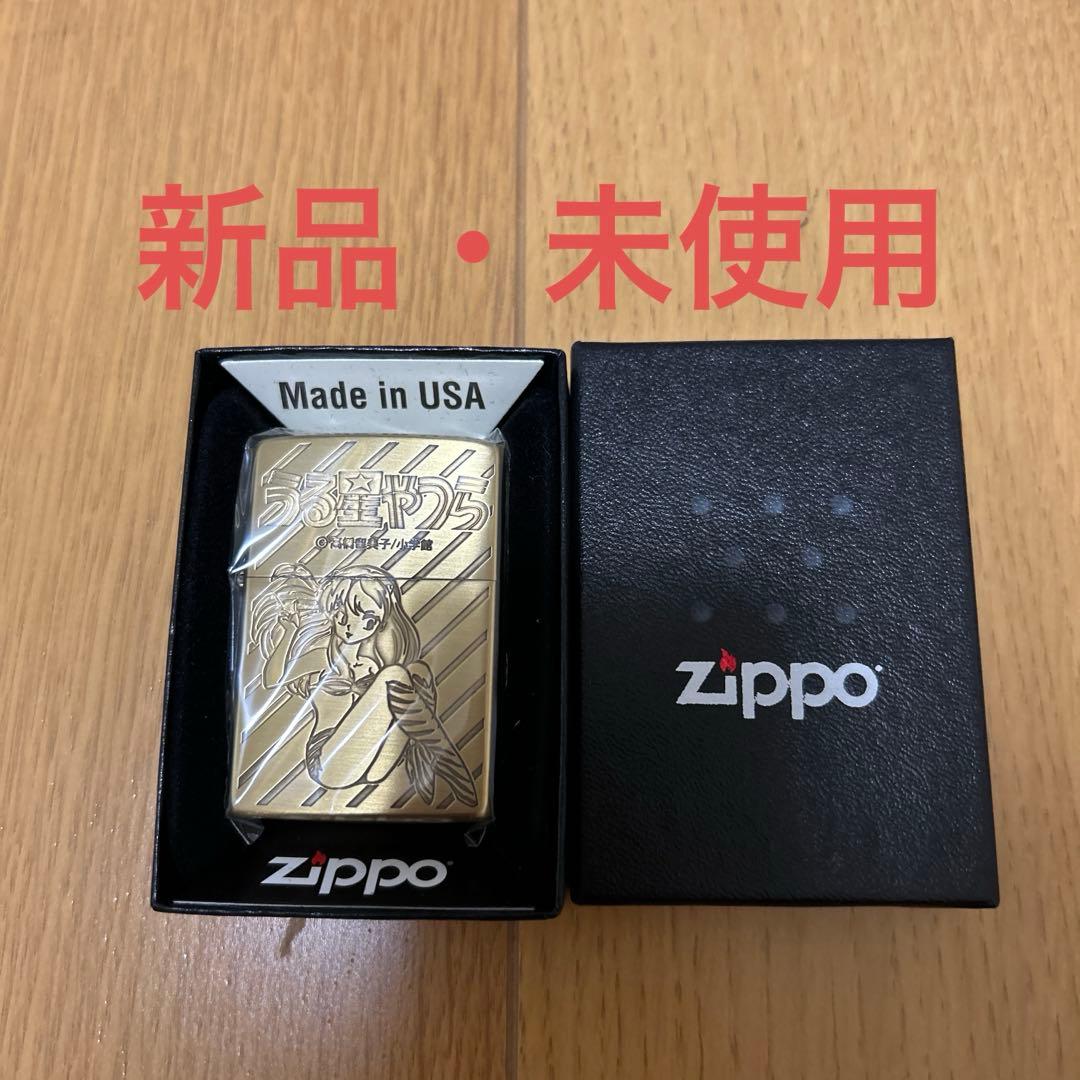 新品・未使用
Made in USA
うる星やつら
©高橋留美子/小学館
zippo
zippo